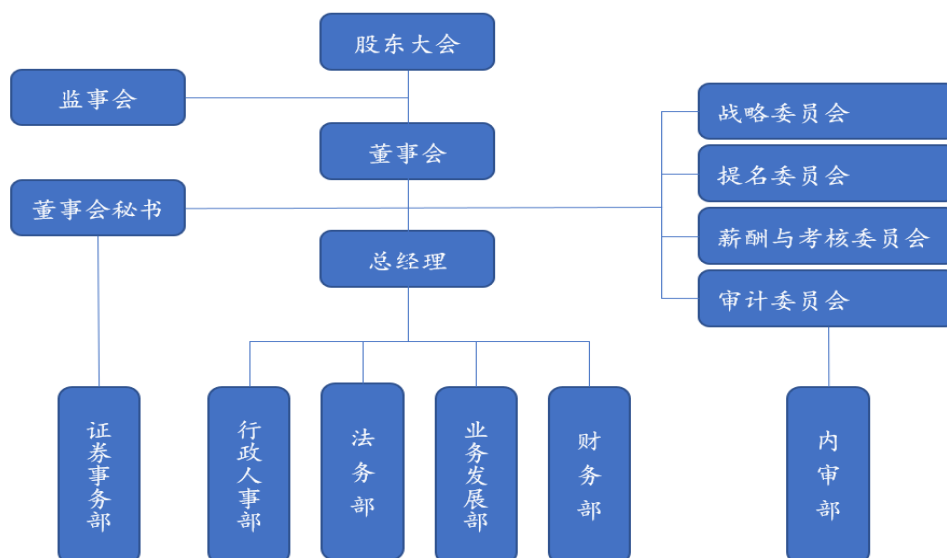 股东大会
监事会
战略委员会
董事会
提名委员会
董事会秘书
薪酬与考核委员会
总经理
审计委员会
证券事务部
行政人事部
法务部
业务发展部
财务部
内审部